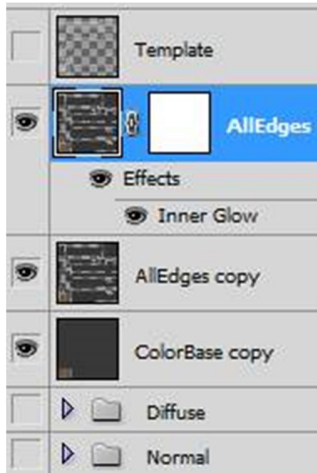 Template
AllEdges
Effects
Inner Glow
AllEdges copy
ColorBase copy
Diffuse
Normal